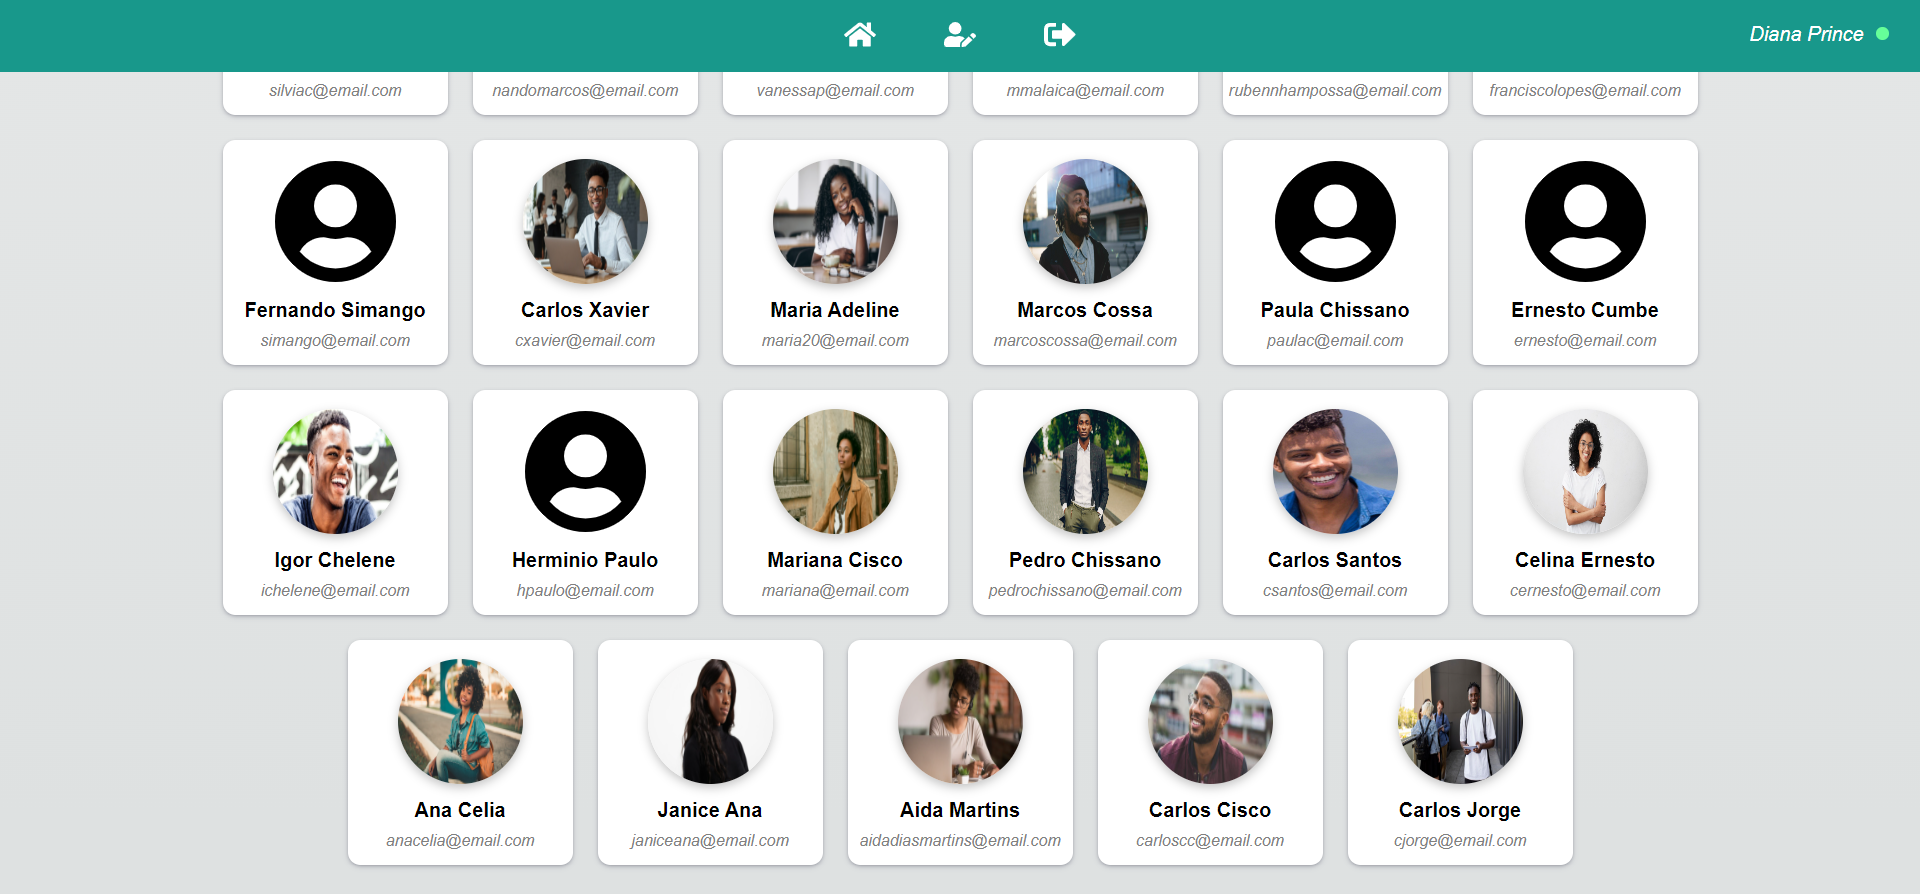 Diana Prince
silviac@email.com nandomarcos@email.com vanessap@email.com mmalaica@email.com rubennhampossa@email.com franciscolopes@email.com
Fernando Simango Carlos Xavier Maria Adeline Marcos Cossa Paula Chissano Ernesto Cumbe
simango@email.com cxavier@email.com maria20@email.com marcoscossa@email.com paulac@email.com ernesto@email.com
Igor Chelene Herminio Paulo Mariana Cisco Pedro Chissano Carlos Santos Celina Ernesto
ichelene@email.com hpaulo@email.com mariana@email.com pedrochissano@email.com csantos@email.com cernesto@email.com
Ana Celia Janice Ana Aida Martins Carlos Cisco Carlos Jorge
anacelia@email.com janiceana@email.com aidadiasmartins@email.com carloscc@email.com cjorge@email.com